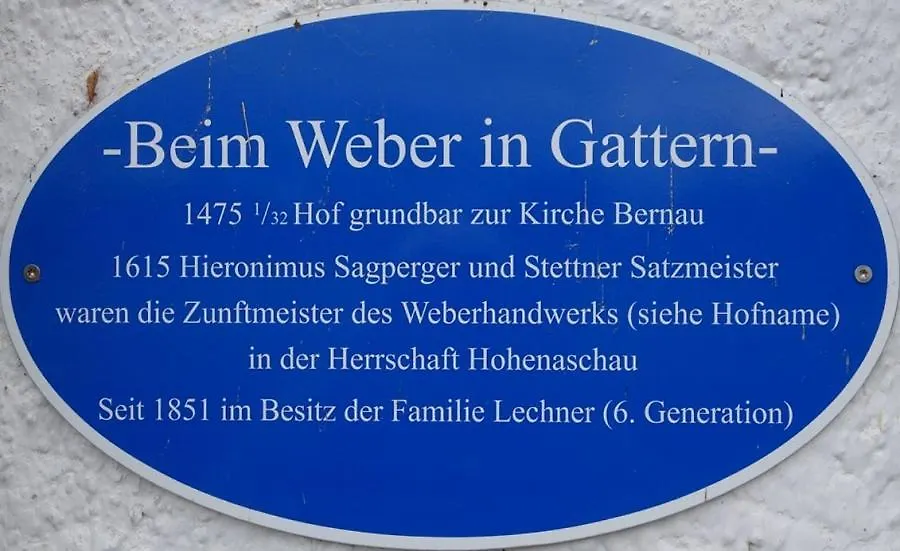 -Beim Weber in Gattern-
1475 1/32 Hof grundbar zur Kirche Bernau
1615 Hieronimus Sagperger und Stettner Satzmeister
waren die Zunftmeister des Weberhandwerks (siehe Hofname)
in der Herrschaft Hohenaschau
Seit 1851 im Besitz der Familie Lechner (6. Generation)